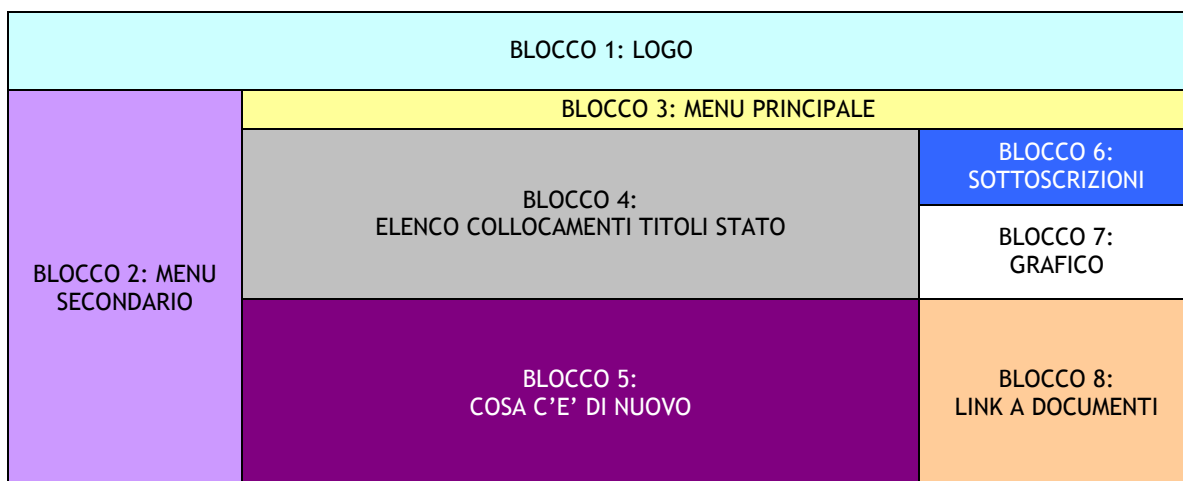 BLOCCO 1: LOGO
BLOCCO 2: MENU
SECONDARIO
BLOCCO 3: MENU PRINCIPALE
BLOCCO 4:
ELENCO COLLOCAMENTI TITOLI STATO
BLOCCO 5:
COSA C'E' DI NUOVO
BLOCCO 6:
SOTTOSCRIZIONI
BLOCCO 7:
GRAFICO
BLOCCO 8:
LINK A DOCUMENTI